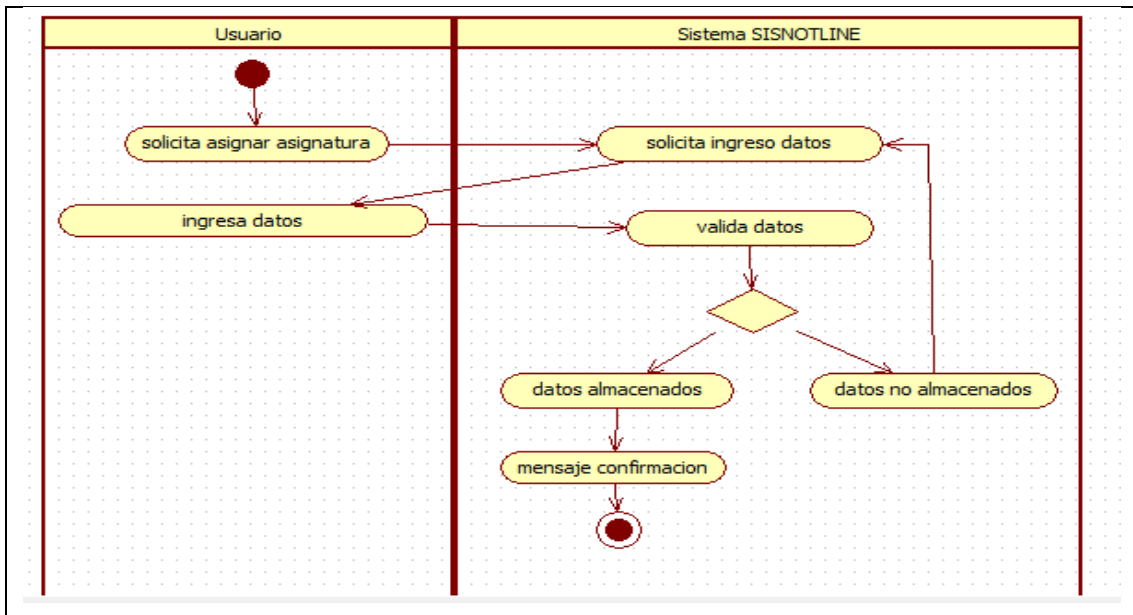 Usuario
Sistema SISNOTLINE
solicita asignar asignatura
solicita ingreso datos
ingresa datos
valida datos
datos almacenados
datos no almacenados
mensaje confirmacion